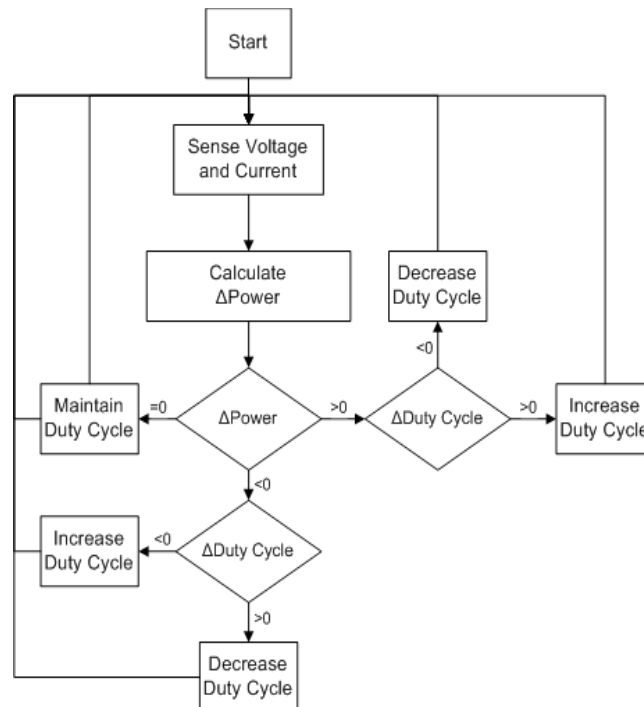 Start
Sense Voltage
and Current
Calculate
ΔPower
Decrease
Duty Cycle
<0
Maintain
Duty Cycle
=0
ΔPower
>0
ΔDuty Cycle
>0
Increase
Duty Cycle
<0
Increase
Duty Cycle
<0
ΔDuty Cycle
>0
Decrease
Duty Cycle